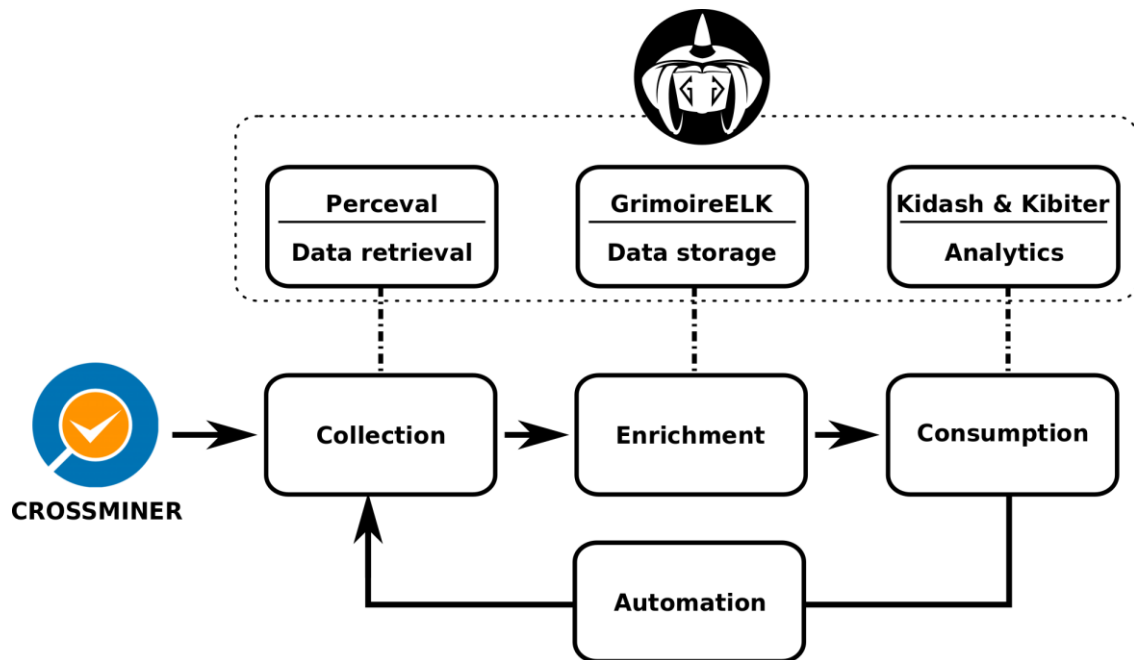 Perceval
Data retrieval
GrimoireELK
Data storage
Kidash & Kibiter
Analytics
Collection
Enrichment
Consumption
CROSSMINER
Automation